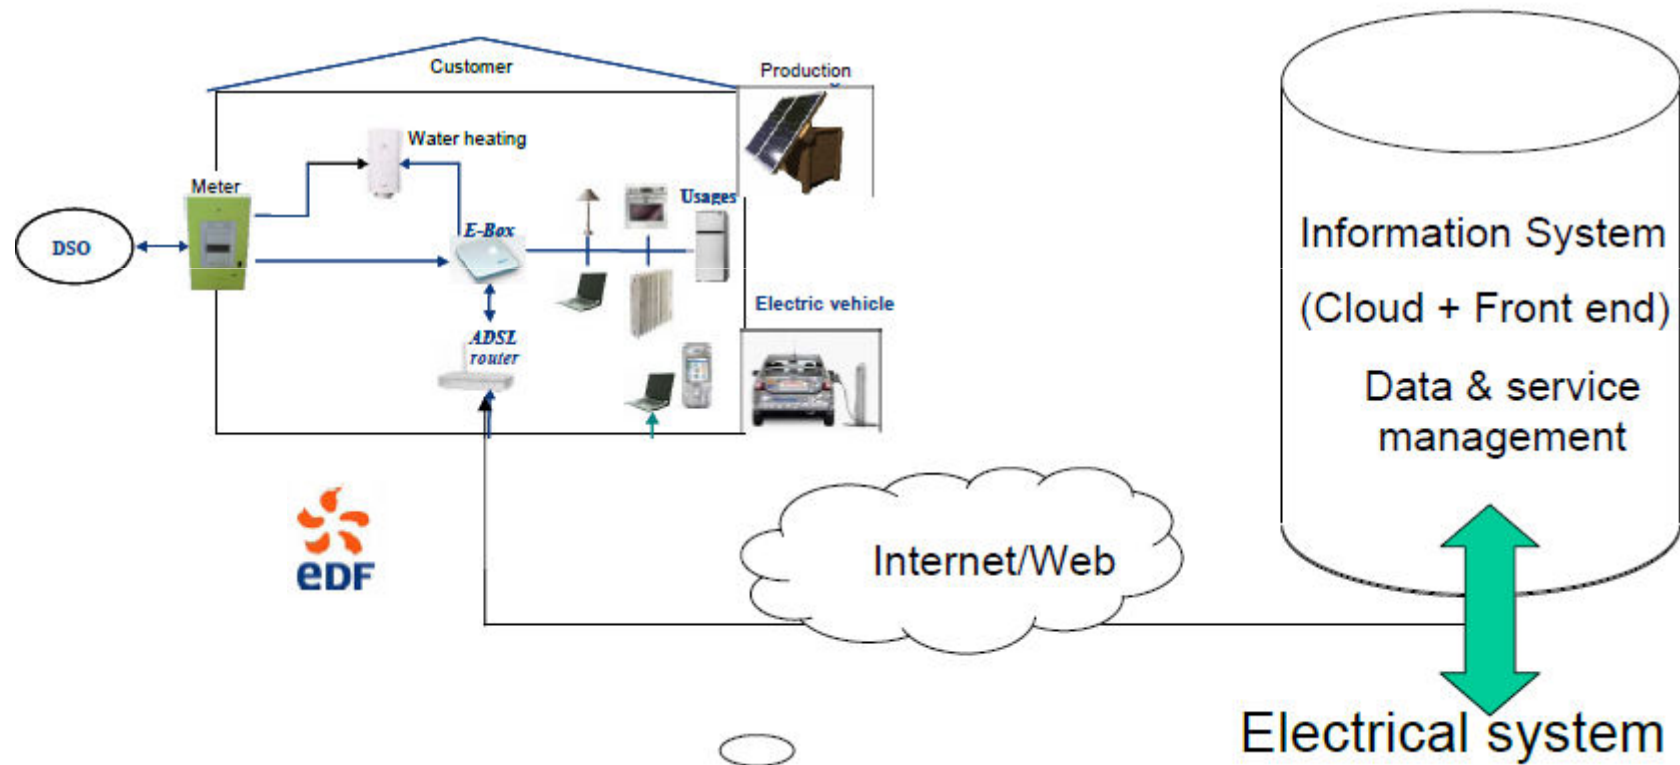 Customer
Production
Water heating
Meter
Usages
E-Box
DSO
Electric vehicle
ADSL
router
Information System
(Cloud + Front end)
Data & service
management
eDF
Internet/Web
Electrical system